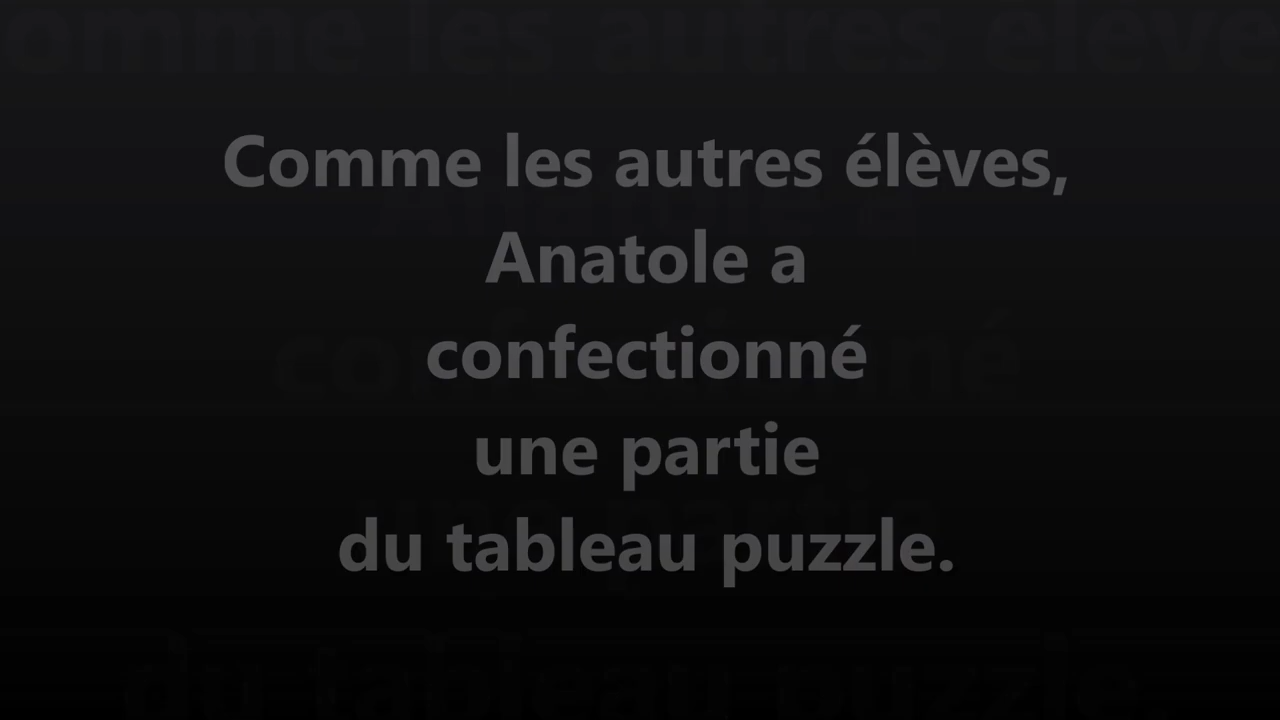 Comme les autres élèves,
Anatole a
confectionné
une partie
du tableau puzzle.